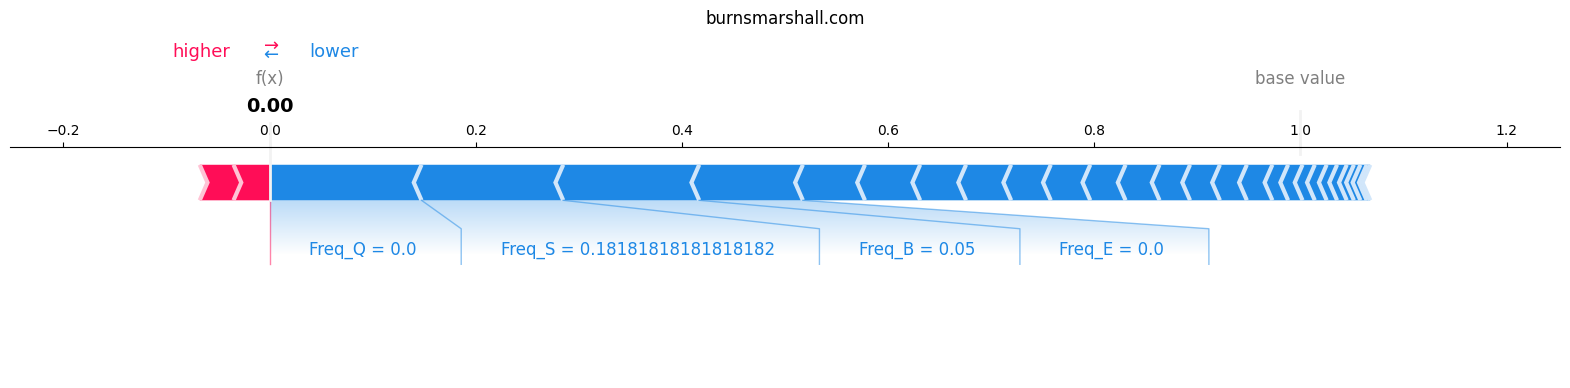 burnsmarshall.com
higher ⇄ lower
f(x)
base value
0.00
−0.2 0.0 0.2 0.4 0.6 0.8 1.0 1.2
Freq_Q = 0.0
Freq_S = 0.18181818181818182
Freq_B = 0.05
Freq_E = 0.0